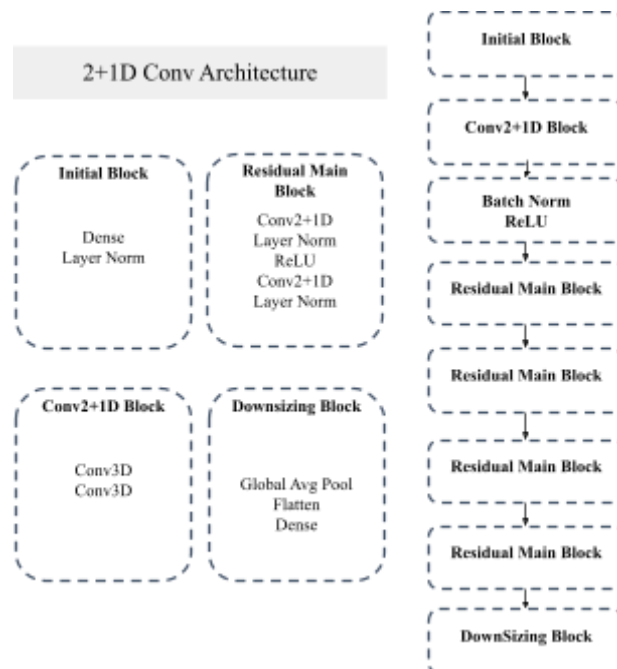 2+1D Conv Architecture
Initial Block
Dense
Layer Norm
Residual Main
Block
Conv2+1D
Layer Norm
ReLU
Conv2+1D
Layer Norm
Conv2+1D Block
Conv3D
Conv3D
Downsizing Block
Global Avg Pool
Flatten
Dense
Initial Block
Conv2+1D Block
Batch Norm
ReLU
Residual Main Block
Residual Main Block
Residual Main Block
Residual Main Block
DownSizing Block